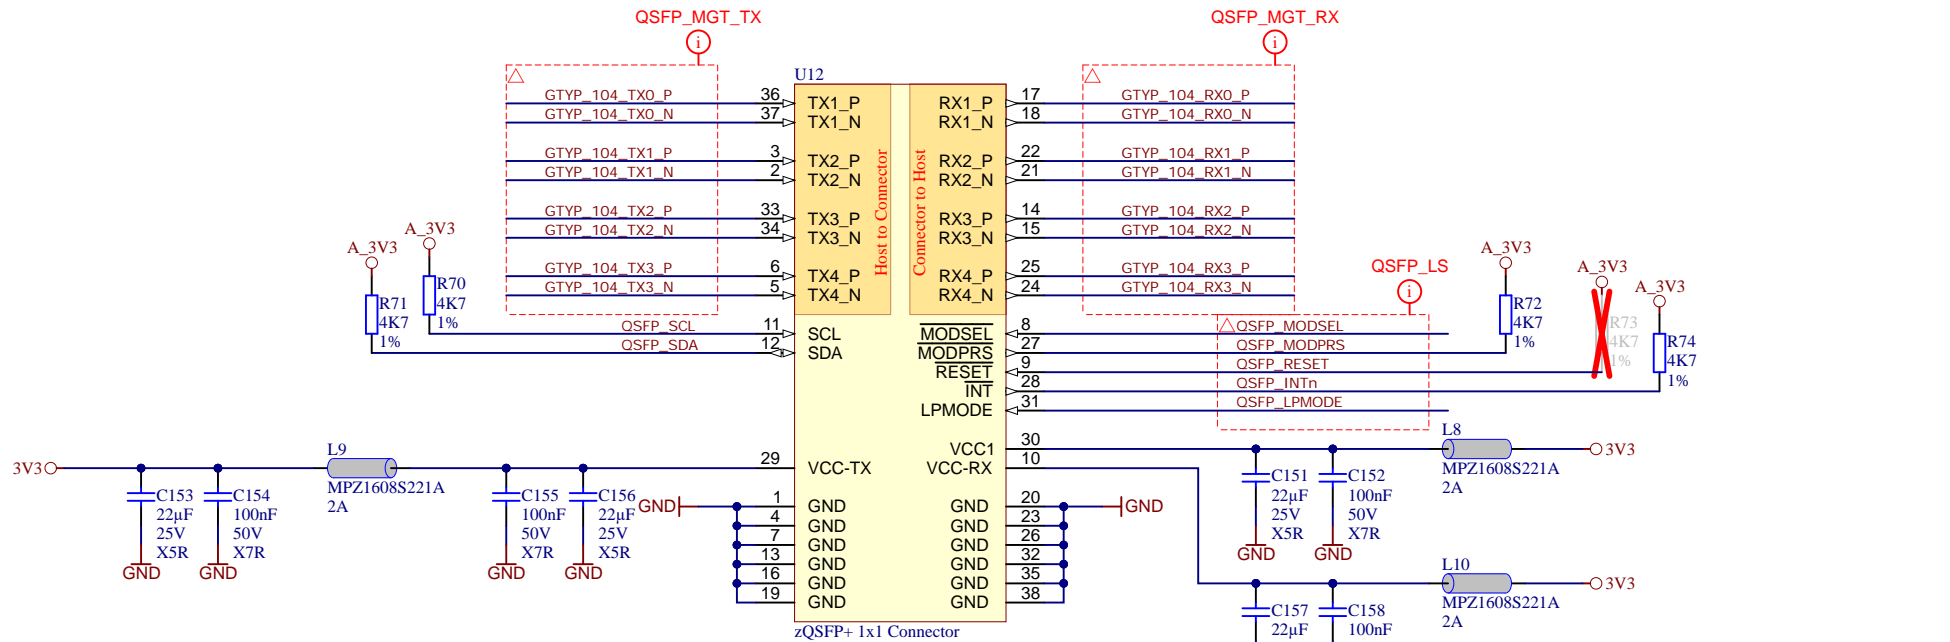 QSFP_MGT_TX
QSFP_MGT_RX
i
i
U12
GTYP_104_TX0_P 36 TX1_P RX1_P 17 GTYP_104_RX0_P
GTYP_104_TX0_N 37 TX1_N RX1_N 18 GTYP_104_RX0_N
GTYP_104_TX1_P 3 TX2_P RX2_P 22 GTYP_104_RX1_P
GTYP_104_TX1_N 2 TX2_N RX2_N 21 GTYP_104_RX1_N
GTYP_104_TX2_P 33 TX3_P RX3_P 14 GTYP_104_RX2_P
GTYP_104_TX2_N 34 TX3_N RX3_N 15 GTYP_104_RX2_N
GTYP_104_TX3_P 6 TX4_P RX4_P 25 GTYP_104_RX3_P
GTYP_104_TX3_N 5 TX4_N RX4_N 24 GTYP_104_RX3_N
Host to Connector
Connector to Host
QSFP_LS
i
A_3V3
R71
4K7
1%
A_3V3
R70
4K7
1%
QSFP_SCL 11 SCL
QSFP_SDA 12 SDA
MODSEL 8 QSFP_MODSEL
MODPRS 27 QSFP_MODPRS
RESET 9 QSFP_RESET
INT 28 QSFP_INTn
LPMODE 31 QSFP_LPMODE
A_3V3
R72
4K7
1%
A_3V3
R73
4K7
1%
A_3V3
R74
4K7
1%
3V3
L9
MPZ1608S221A
2A
29 VCC-TX
VCC1 30
VCC-RX 10
L8
MPZ1608S221A
2A
3V3
C153
22µF
25V
X5R
GND
C154
100nF
50V
X7R
GND
C155
100nF
50V
X7R
GND
C156
22µF
25V
X5R
GND
GND
1 GND GND 20
4 GND GND 23
7 GND GND 26
13 GND GND 32
16 GND GND 35
19 GND GND 38
GND
C151
22µF
25V
X5R
GND
C152
100nF
50V
X7R
GND
L10
MPZ1608S221A
2A
3V3
C157
22µF
C158
100nF
zQSFP+ 1x1 Connector